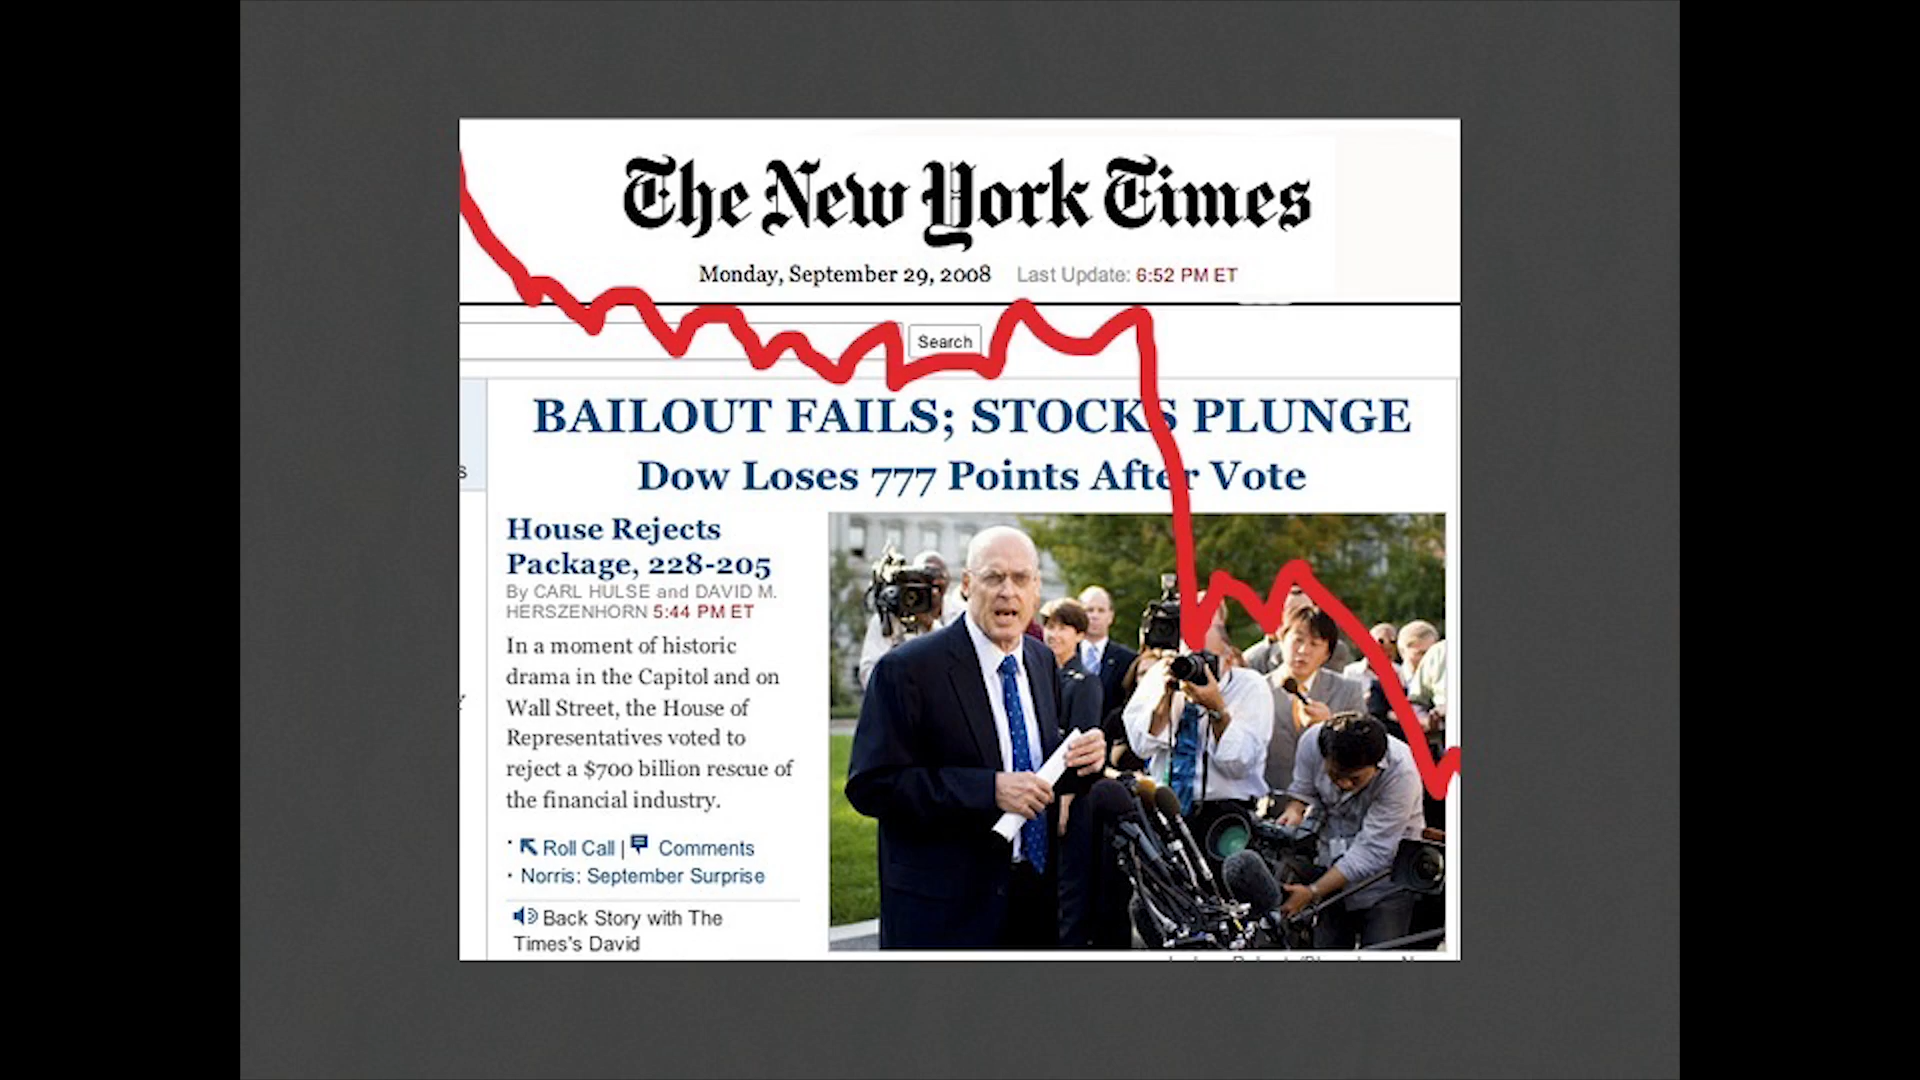 The New York Times
Monday, September 29, 2008 Last Update: 6:52 PM ET
Search
BAILOUT FAILS; STOCKS PLUNGE
Dow Loses 777 Points After Vote
s
House Rejects
Package, 228-205
By CARL HULSE and DAVID M.
HERSZENHORN 5:44 PM ET
In a moment of historic
drama in the Capitol and on
Wall Street, the House of
Representatives voted to
reject a $700 billion rescue of
the financial industry.
· Roll Call | Comments
· Norris: September Surprise
Back Story with The
Times's David